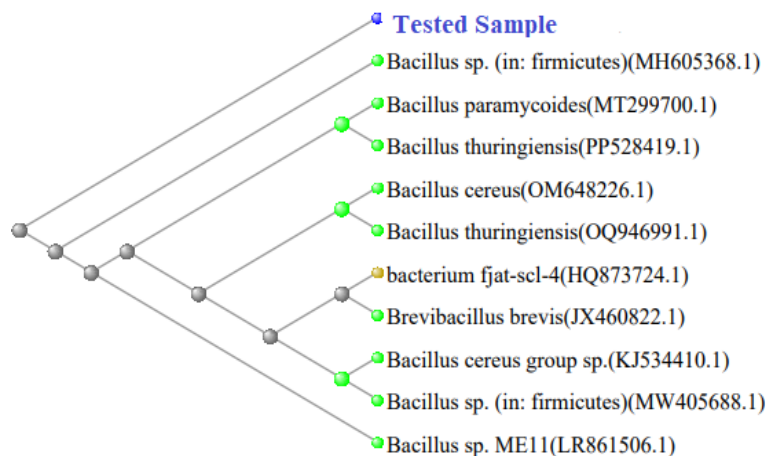 Tested Sample
Bacillus sp. (in: firmicutes)(MH605368.1)
Bacillus paramycoides(MT299700.1)
Bacillus thuringiensis(PP528419.1)
Bacillus cereus(OM648226.1)
Bacillus thuringiensis(OQ946991.1)
bacterium fjat-scl-4(HQ873724.1)
Brevibacillus brevis(JX460822.1)
Bacillus cereus group sp.(KJ534410.1)
Bacillus sp. (in: firmicutes)(MW405688.1)
Bacillus sp. ME11(LR861506.1)